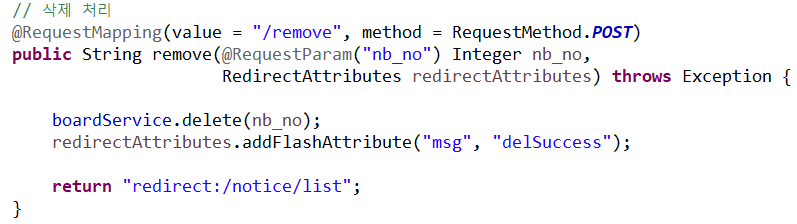 // 삭제 처리
@RequestMapping(value = "/remove", method = RequestMethod.POST)
public String remove(@RequestParam("nb_no") Integer nb_no,
                     RedirectAttributes redirectAttributes) throws Exception {

    boardService.delete(nb_no);
    redirectAttributes.addFlashAttribute("msg", "delSuccess");

    return "redirect:/notice/list";
}